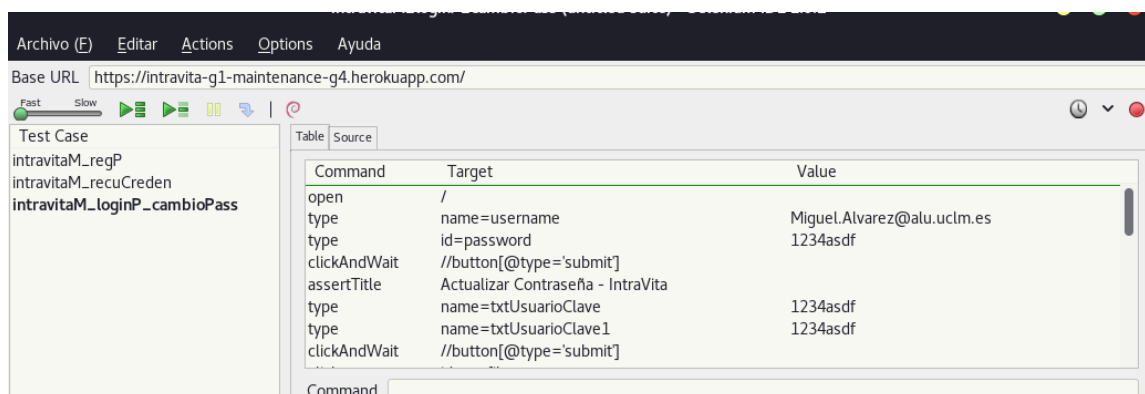 Archivo (F) Editar Actions Options Ayuda
Base URL https://intravita-g1-maintenance-g4.herokuapp.com/
Fast Slow
Test Case
intravitaM_regP
intravitaM_recuCreden
intravitaM_loginP_cambioPass
Table Source
Command Target Value
open /
type name=username Miguel.Alvarez@alu.uclm.es
type id=password 1234asdf
clickAndWait //button[@type='submit']
assertTitle Actualizar Contraseña - IntraVita
type name=txtUsuarioClave 1234asdf
type name=txtUsuarioClave1 1234asdf
clickAndWait //button[@type='submit']
Command